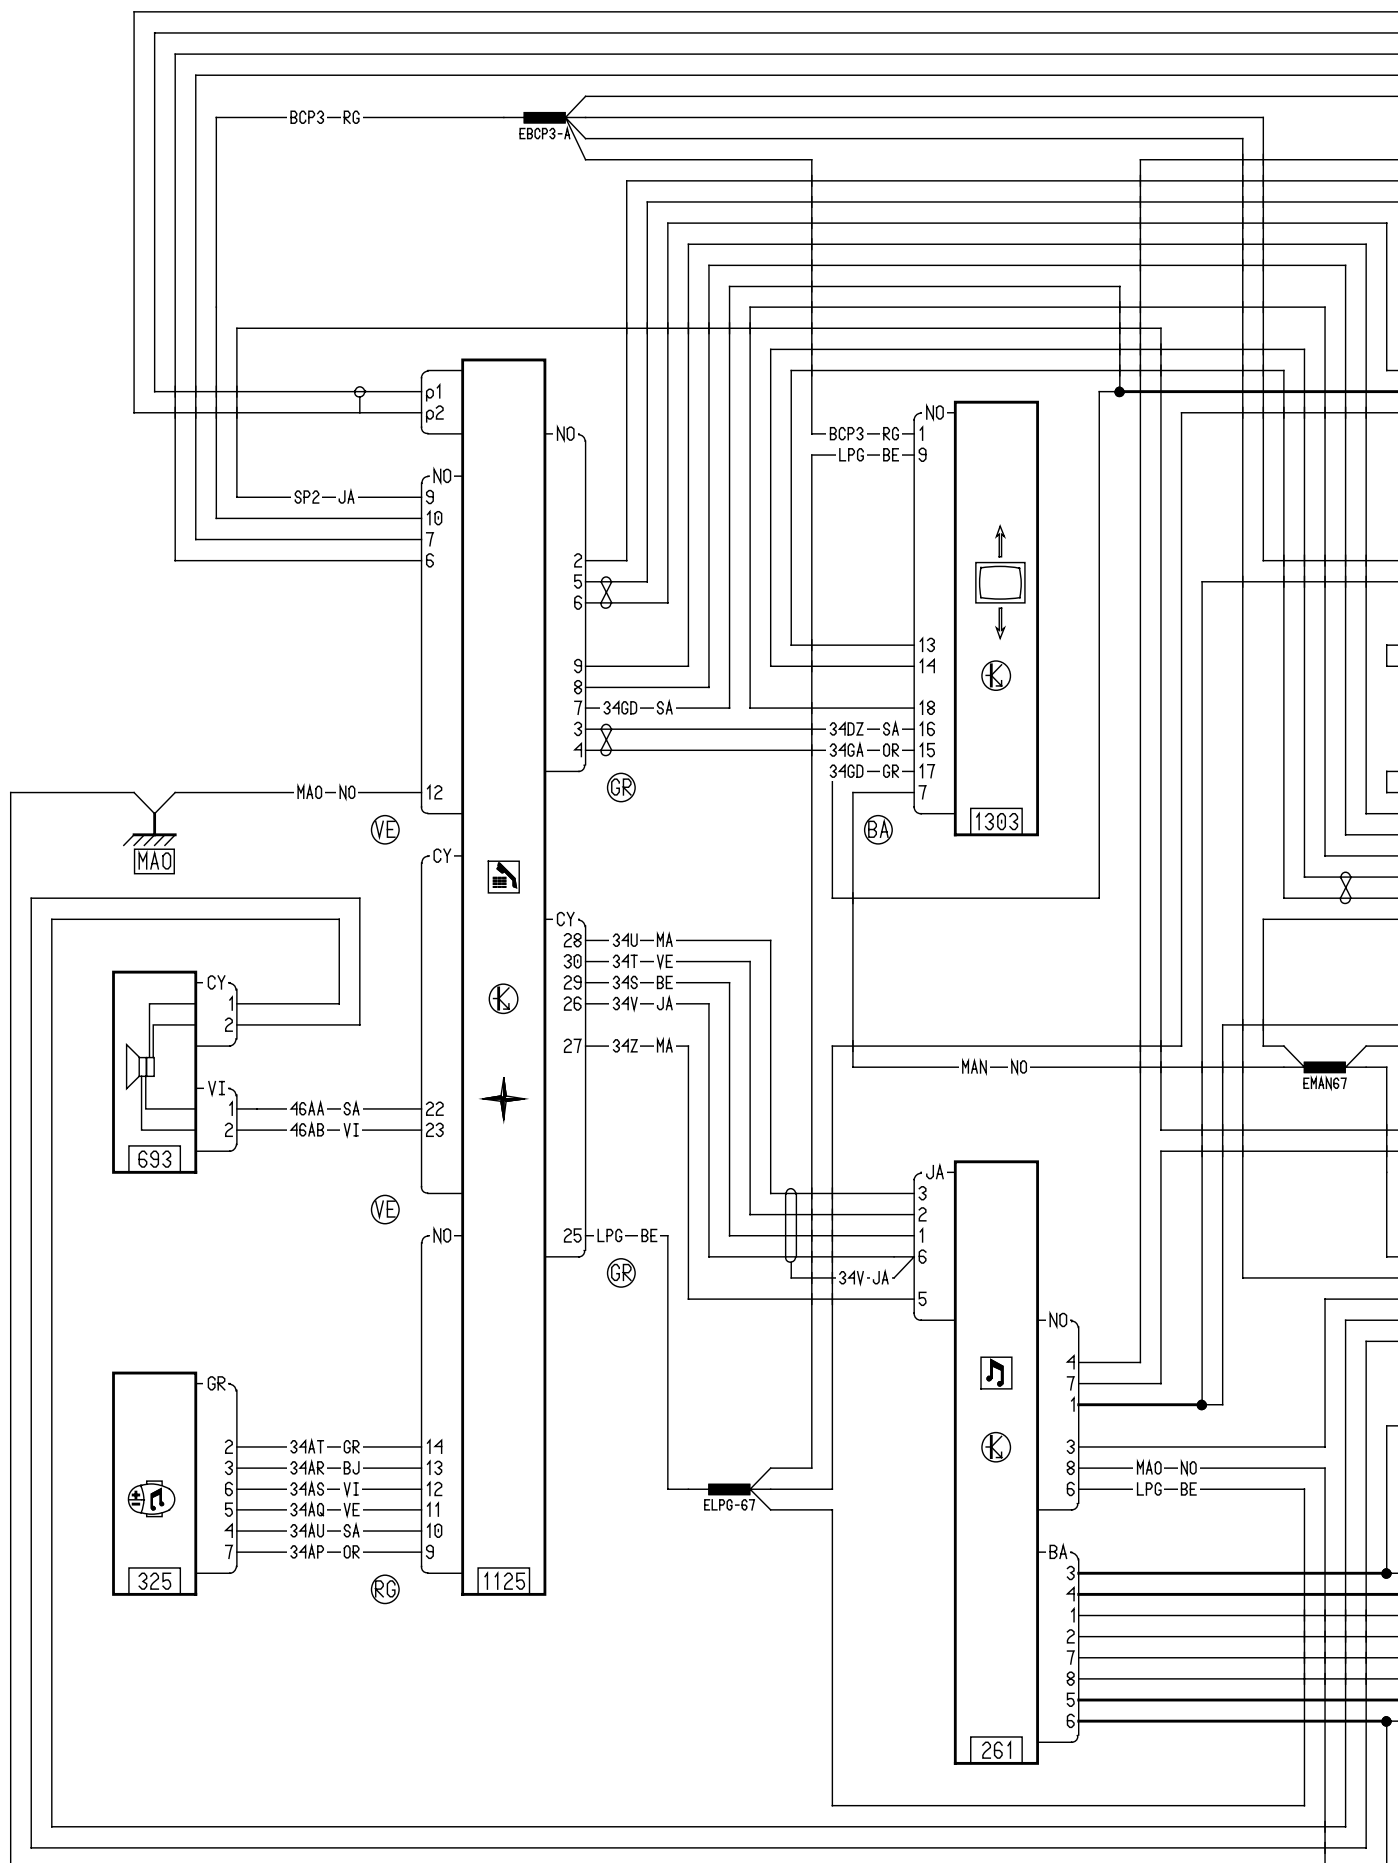 BCP3 RG
EBCP3-A
p1
p2
NO
NO
NO
BCP3 RG 1
LPG BE 9
SP2 JA 9
10
7
6
2
5
6
13
14
9
8
7 34GD SA
18
3
34DZ SA 16
4
34GA OR 15
34GD GR 17
7
MAO NO 12
GR
VE
BA
1303
MAO
CY
CY
28 34U MA
30 34T VE
29 34S BE
26 34V JA
27 34Z MA
CY
1
2
MAN NO
EMAN67
VI
1 46AA SA 22
2 46AB VI 23
693
JA
3
2
1
6
34V-JA
5
VE
NO
25 LPG BE
GR
NO
4
7
1
3
8 MAO NO
6 LPG BE
ELPG-67
GR
2 34AT GR 14
3 34AR BJ 13
6 34AS VI 12
5 34AQ VE 11
4 34AU SA 10
7 34AP OR 9
325
RG
1125
BA
3
4
1
2
7
8
5
6
261